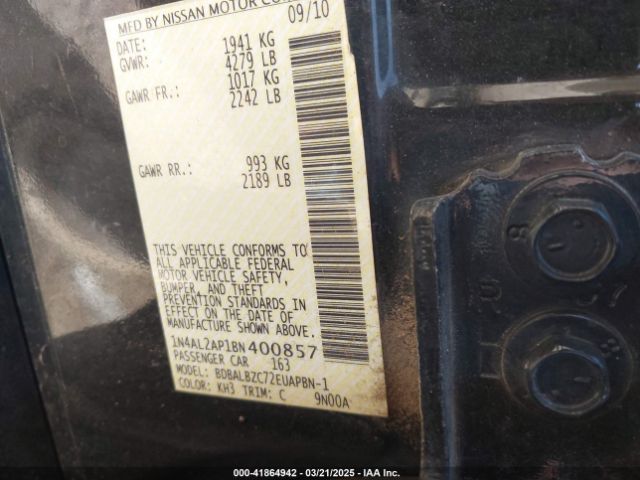 MFD BY NISSAN MOTOR CO
DATE: 09/10
GVWR: 1941 KG
4279 LB
GAWR FR.: 1017 KG
2242 LB
GAWR RR.: 993 KG
2189 LB
THIS VEHICLE CONFORMS TO
ALL APPLICABLE FEDERAL
MOTOR VEHICLE SAFETY,
BUMPER, AND THEFT
PREVENTION STANDARDS IN
EFFECT ON THE DATE OF
MANUFACTURE SHOWN ABOVE.
1N4AL2AP1BN400857
PASSENGER CAR 163
MODEL: BDBALBZC72EUAPBN-1
COLOR: KH3 TRIM: C 9N00A
8
000-41864942 / 03/21/2025 / IAA Inc.